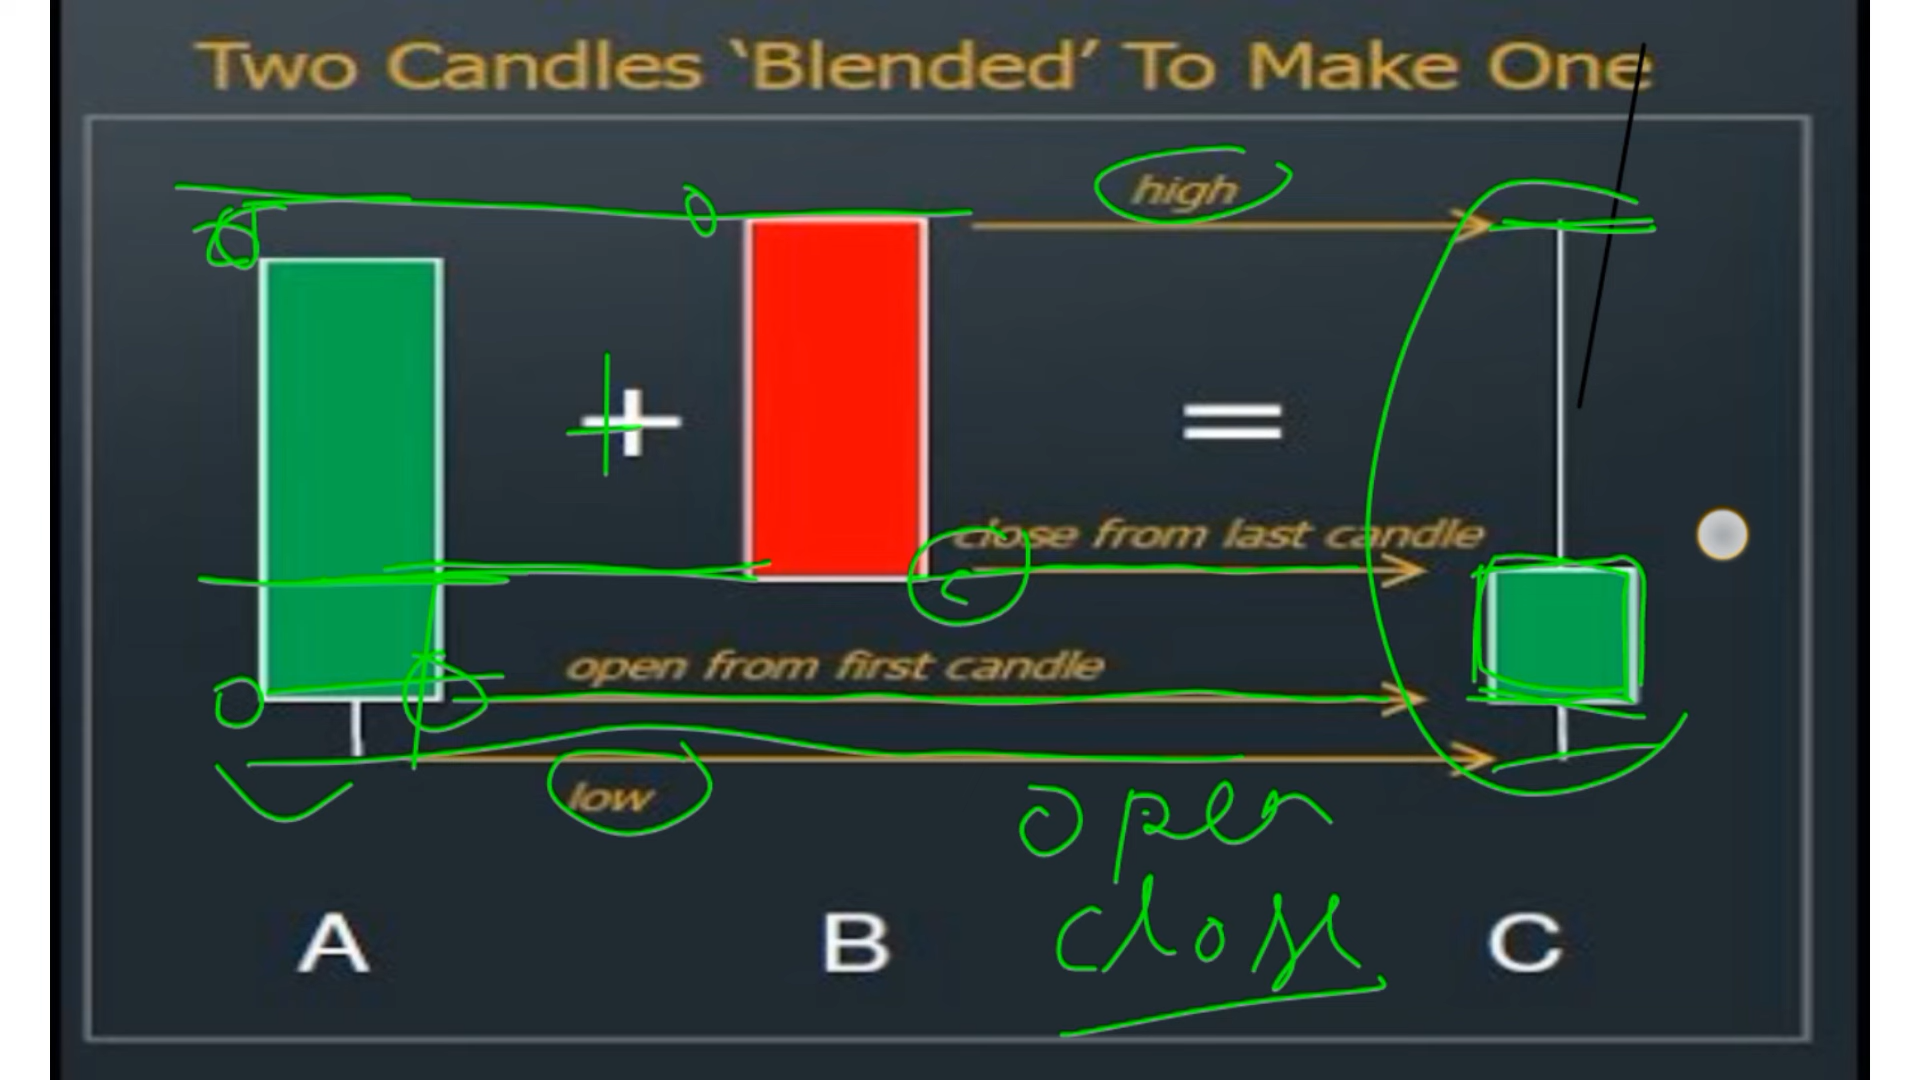 Two Candles ‘Blended’ To Make One
high
+
=
close from last candle
open from first candle
low
open
close
A B C